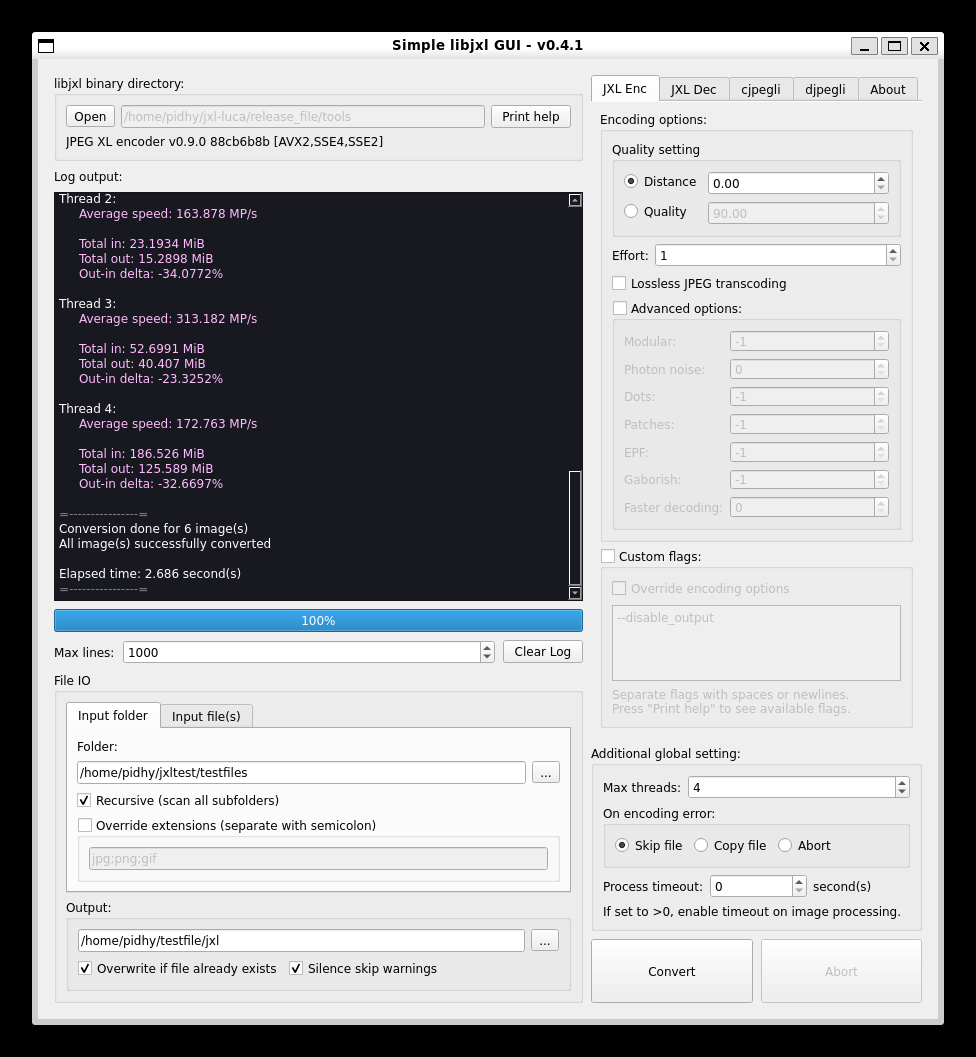 Simple libjxl GUI - v0.4.1
libjxl binary directory:
Open
/home/pidhy/jxl-luca/release_file/tools
Print help
JPEG XL encoder v0.9.0 88cb6b8b [AVX2,SSE4,SSE2]
Log output:
Thread 2:
Average speed: 163.878 MP/s
Total in: 23.1934 MiB
Total out: 15.2898 MiB
Out-in delta: -34.0772%
Thread 3:
Average speed: 313.182 MP/s
Total in: 52.6991 MiB
Total out: 40.407 MiB
Out-in delta: -23.3252%
Thread 4:
Average speed: 172.763 MP/s
Total in: 186.526 MiB
Total out: 125.589 MiB
Out-in delta: -32.6697%
=----------------=
Conversion done for 6 image(s)
All image(s) successfully converted
Elapsed time: 2.686 second(s)
=----------------=
100%
Max lines:
1000
Clear Log
File IO
Input folder
Input file(s)
Folder:
/home/pidhy/jxltest/testfiles
...
Recursive (scan all subfolders)
Override extensions (separate with semicolon)
jpg;png;gif
Output:
/home/pidhy/testfile/jxl
...
Overwrite if file already exists
Silence skip warnings
JXL Enc
JXL Dec
cjpegli
djpegli
About
Encoding options:
Quality setting
Distance
0.00
Quality
90.00
Effort:
1
Lossless JPEG transcoding
Advanced options:
Modular:
-1
Photon noise:
0
Dots:
-1
Patches:
-1
EPF:
-1
Gaborish:
-1
Faster decoding:
0
Custom flags:
Override encoding options
--disable_output
Separate flags with spaces or newlines.
Press "Print help" to see available flags.
Additional global setting:
Max threads:
4
On encoding error:
Skip file
Copy file
Abort
Process timeout:
0
second(s)
If set to >0, enable timeout on image processing.
Convert
Abort